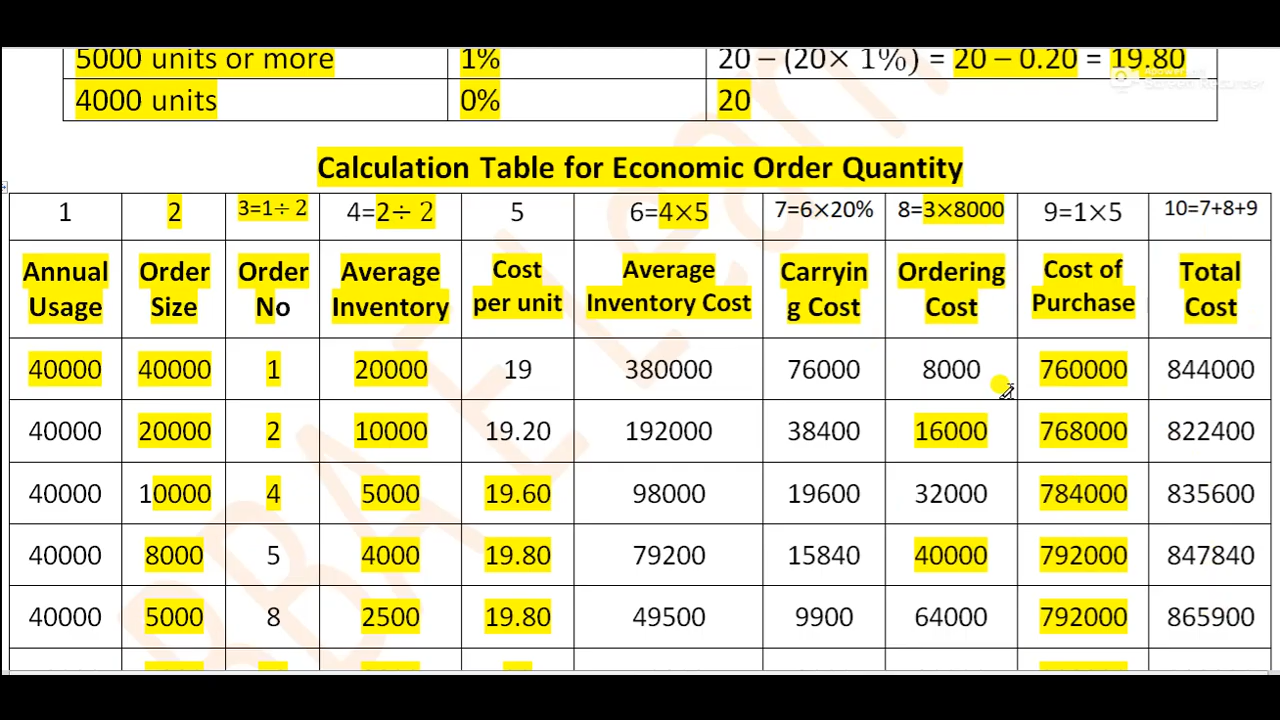 5000 units or more 1% 20 – (20× 1%) = 20 – 0.20 = 19.80
4000 units 0% 20
Calculation Table for Economic Order Quantity
1 2 3=1÷ 2 4=2÷ 2 5 6=4×5 7=6×20% 8=3×8000 9=1×5 10=7+8+9
Annual Usage Order Size Order No Average Inventory Cost per unit Average Inventory Cost Carryin g Cost Ordering Cost Cost of Purchase Total Cost
40000 40000 1 20000 19 380000 76000 8000 760000 844000
40000 20000 2 10000 19.20 192000 38400 16000 768000 822400
40000 10000 4 5000 19.60 98000 19600 32000 784000 835600
40000 8000 5 4000 19.80 79200 15840 40000 792000 847840
40000 5000 8 2500 19.80 49500 9900 64000 792000 865900